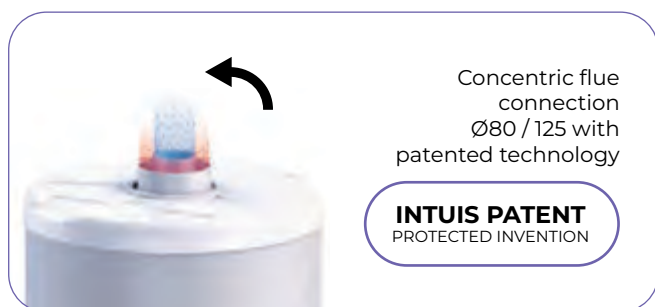 Concentric flue
connection
Ø80 / 125 with
patented technology
INTUIS PATENT
PROTECTED INVENTION